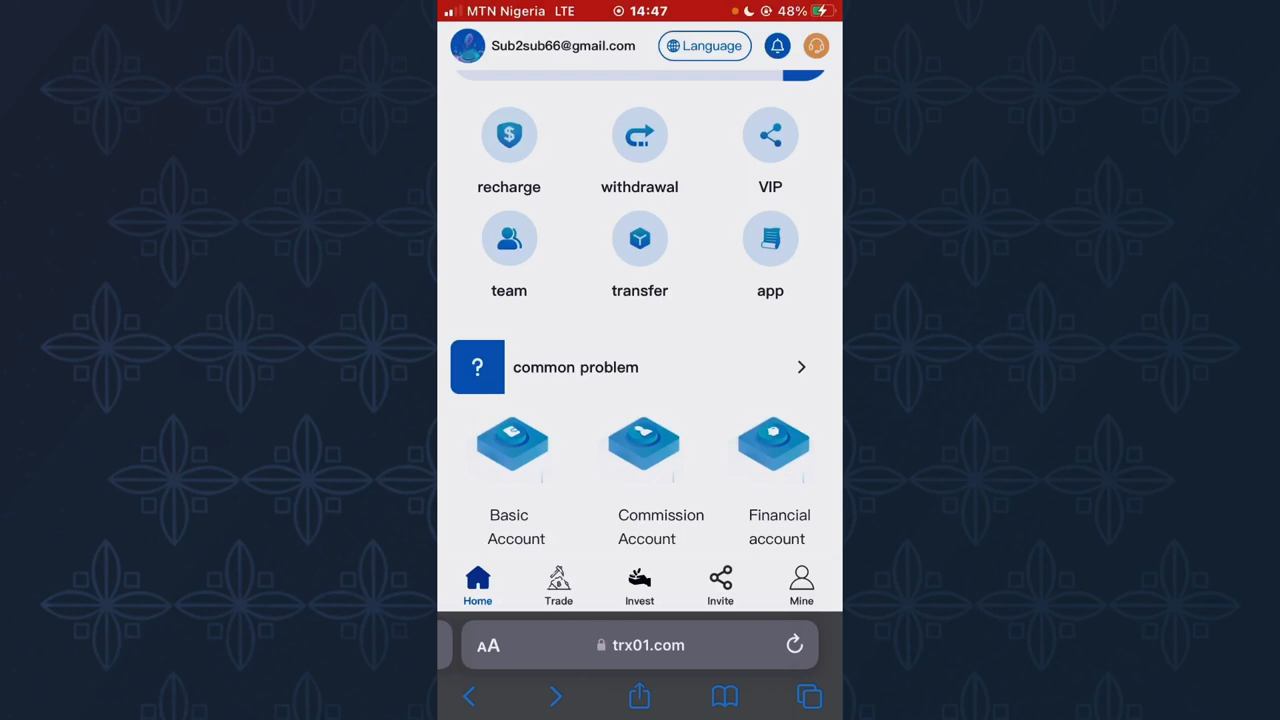 MTN Nigeria LTE 14:47 48%
Sub2sub66@gmail.com Language
recharge withdrawal VIP
team transfer app
? common problem
Basic Account
Commission Account
Financial account
Home Trade Invest Invite Mine
AA trx01.com